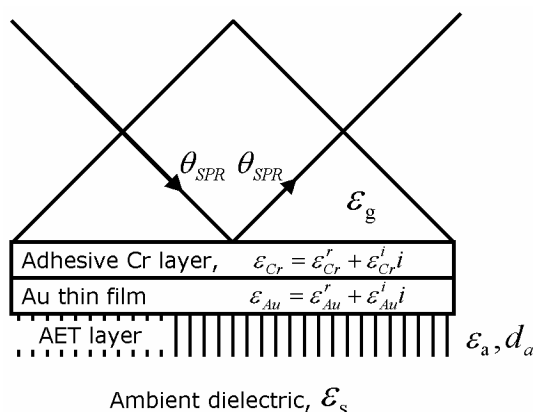 θSPR θSPR
εg
Adhesive Cr layer, εCr = εʳCr + εⁱCr i
Au thin film εAu = εʳAu + εⁱAu i
AET layer
εa, da
Ambient dielectric, εs